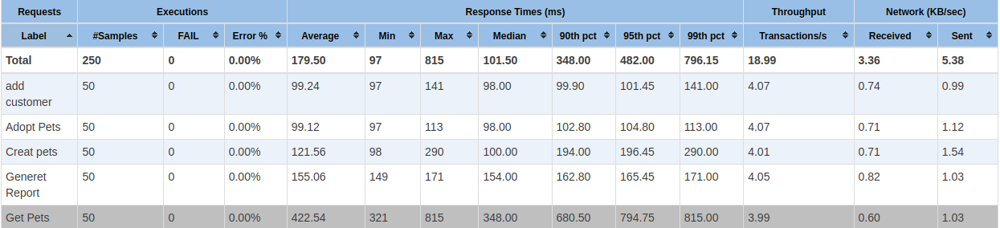 Requests Executions Response Times (ms) Throughput Network (KB/sec)
Label #Samples FAIL Error % Average Min Max Median 90th pct 95th pct 99th pct Transactions/s Received Sent
Total 250 0 0.00% 179.50 97 815 101.50 348.00 482.00 796.15 18.99 3.36 5.38
add 50 0 0.00% 99.24 97 141 98.00 99.90 101.45 141.00 4.07 0.74 0.99
customer
Adopt Pets 50 0 0.00% 99.12 97 113 98.00 102.80 104.80 113.00 4.07 0.71 1.12
Creat pets 50 0 0.00% 121.56 98 290 100.00 194.00 196.45 290.00 4.01 0.71 1.54
Generet 50 0 0.00% 155.06 149 171 154.00 162.80 165.45 171.00 4.05 0.82 1.03
Report
Get Pets 50 0 0.00% 422.54 321 815 348.00 680.50 794.75 815.00 3.99 0.60 1.03